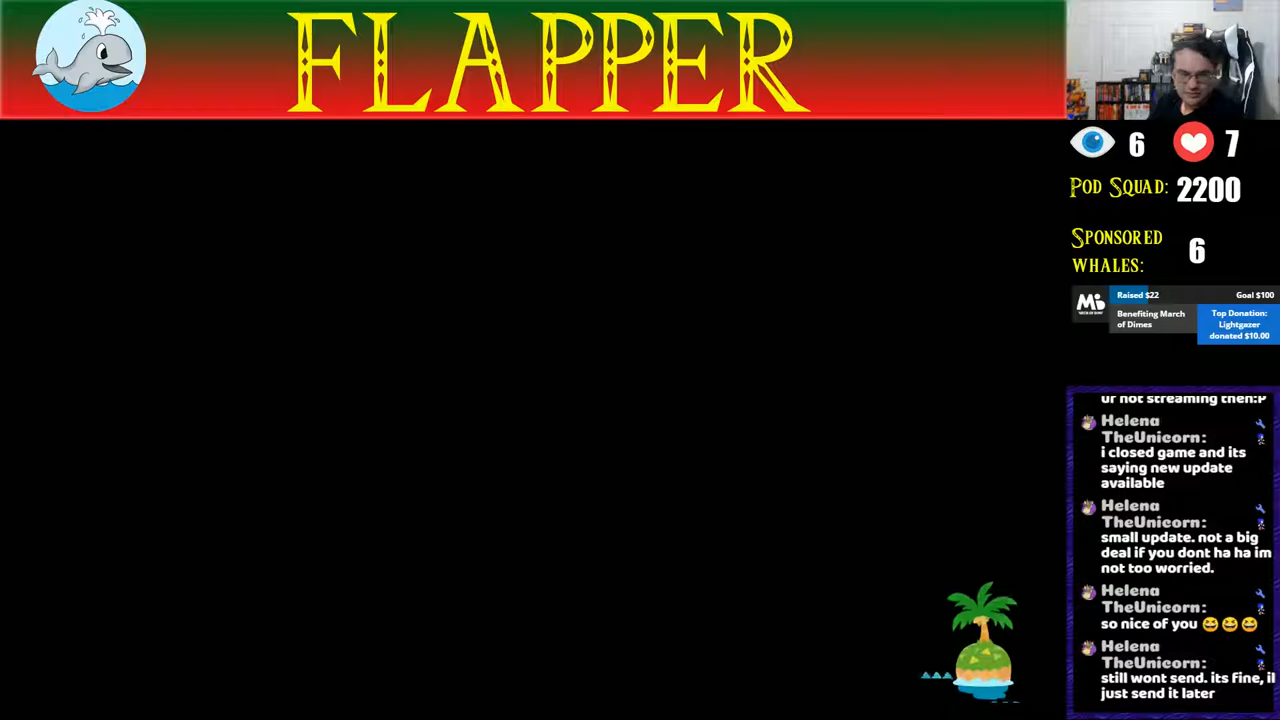 FLAPPER
6 7
Pod Squad: 2200
Sponsored
whales: 6
Raised $22 Goal $100
Benefiting March
of Dimes
Top Donation:
Lightgazer
donated $10.00
ur not streaming then:P
Helena
TheUnicorn:
i closed game and its
saying new update
available
Helena
TheUnicorn:
small update. not a big
deal if you dont ha ha im
not too worried.
Helena
TheUnicorn:
so nice of you 😆😆😆
Helena
TheUnicorn:
still wont send. its fine, il
just send it later